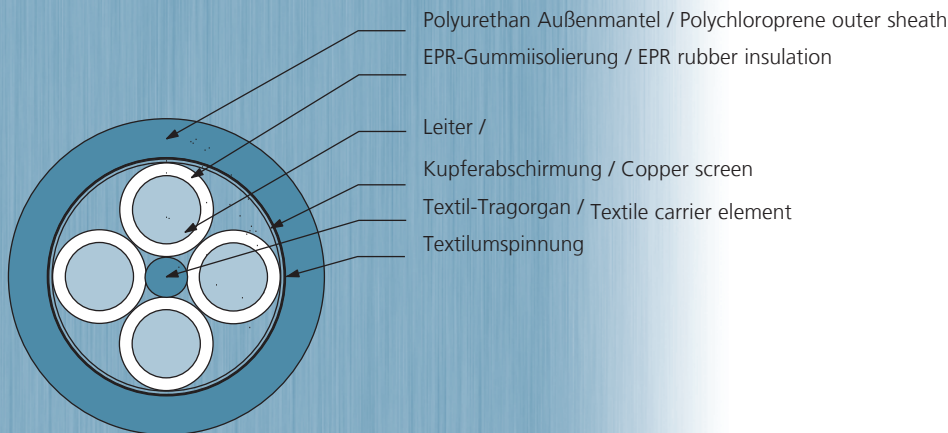 Polyurethan Außenmantel / Polychloroprene outer sheath
EPR-Gummiisolierung / EPR rubber insulation
Leiter /
Kupferabschirmung / Copper screen
Textil-Tragorgan / Textile carrier element
Textilumspinnung